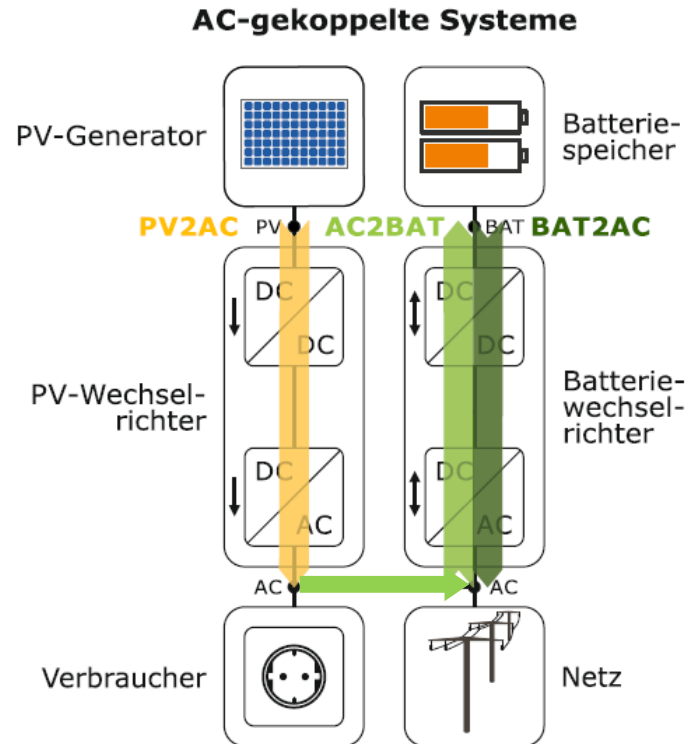 AC-gekoppelte Systeme
PV-Generator
Batterie-
speicher
PV2AC PV AC2BAT BAT BAT2AC
DC
DC
DC
DC
PV-Wechsel-
richter
Batterie-
wechsel-
richter
DC
AC
DC
AC
AC
AC
Verbraucher
Netz